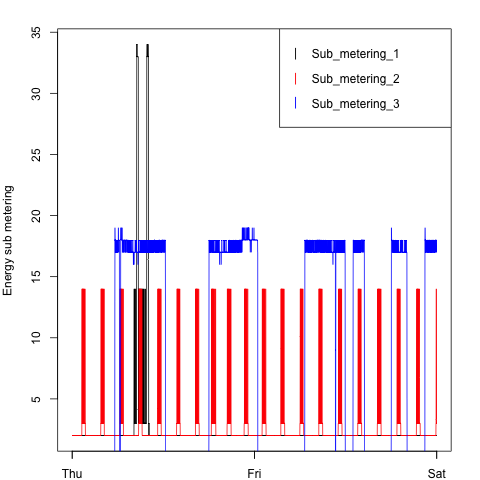 35
30
25
20
15
10
5
Energy sub metering
Sub_metering_1
Sub_metering_2
Sub_metering_3
Thu Fri Sat